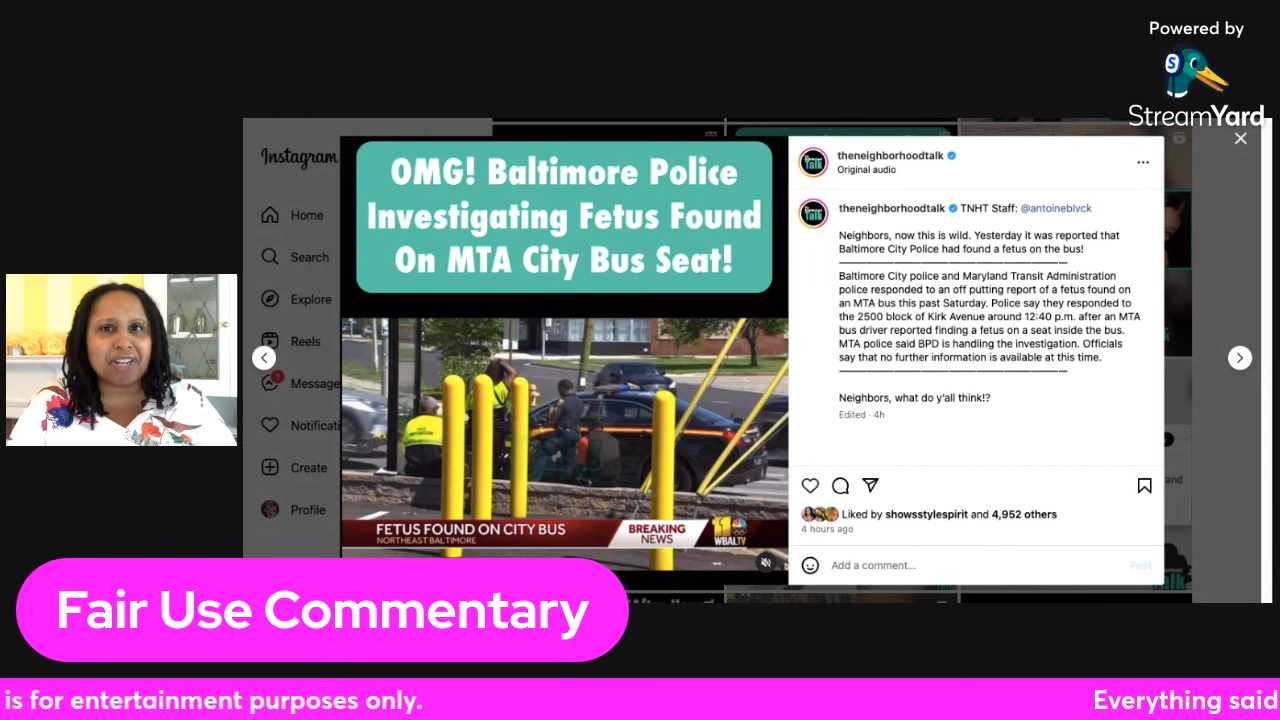 Powered by
StreamYard
Instagram
Home
Search
Explore
Reels
1
Message
Notificati
Create
Profile
OMG! Baltimore Police
Investigating Fetus Found
On MTA City Bus Seat!
FETUS FOUND ON CITY BUS
NORTHEAST BALTIMORE
BREAKING
NEWS
11
WBALTV
theneighborhoodtalk
Original audio
theneighborhoodtalk TNHT Staff: @antoineblvck
Neighbors, now this is wild. Yesterday it was reported that
Baltimore City Police had found a fetus on the bus!
Baltimore City police and Maryland Transit Administration
police responded to an off putting report of a fetus found on
an MTA bus this past Saturday. Police say they responded to
the 2500 block of Kirk Avenue around 12:40 p.m. after an MTA
bus driver reported finding a fetus on a seat inside the bus.
MTA police said BPD is handling the investigation. Officials
say that no further information is available at this time.
Neighbors, what do y'all think!?
Edited · 4h
and
Liked by showsstylespirit and 4,952 others
4 hours ago
Add a comment...
Post
Talk
Fair Use Commentary
is for entertainment purposes only.
Everything said